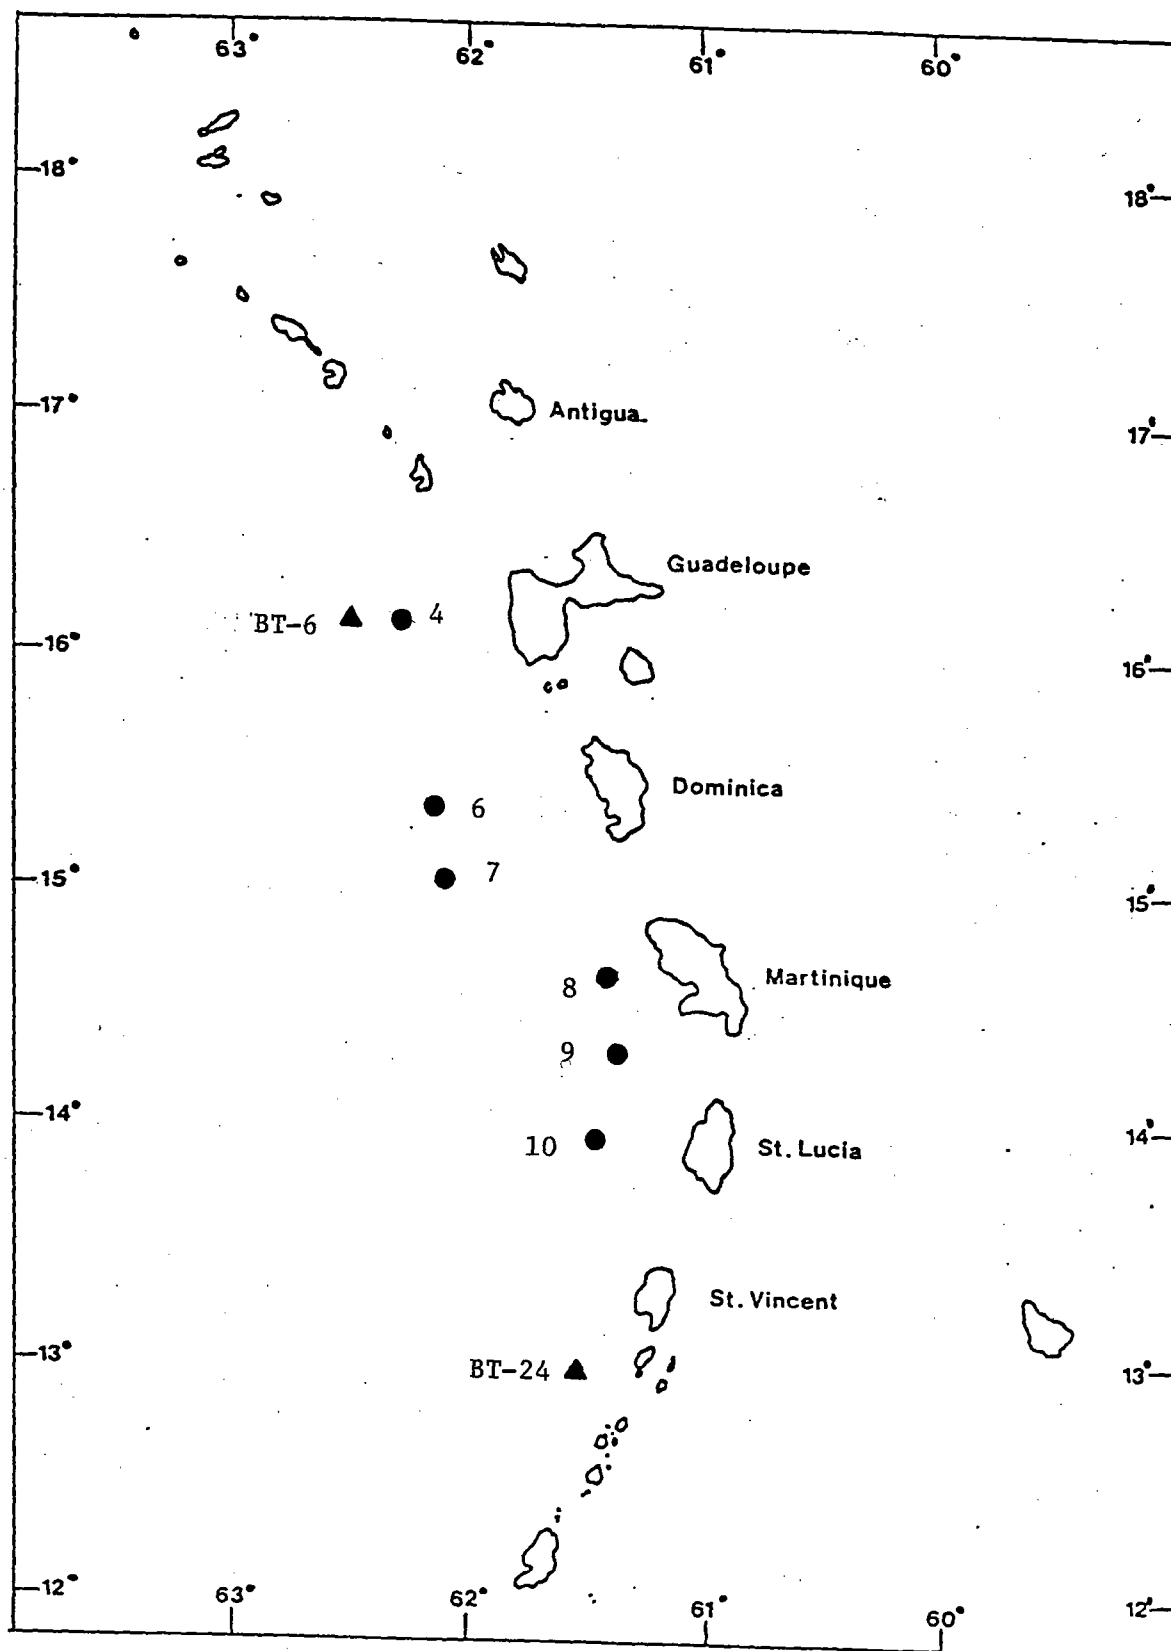 63° 62° 61° 60°
18° 18°
17° Antigua 17°
Guadeloupe
BT-6 4
16° 16°
6 Dominica
7
15° 15°
8 Martinique
9
14° 14°
10 St. Lucia
St. Vincent
13° BT-24 13°
12° 63° 62° 61° 60° 12°